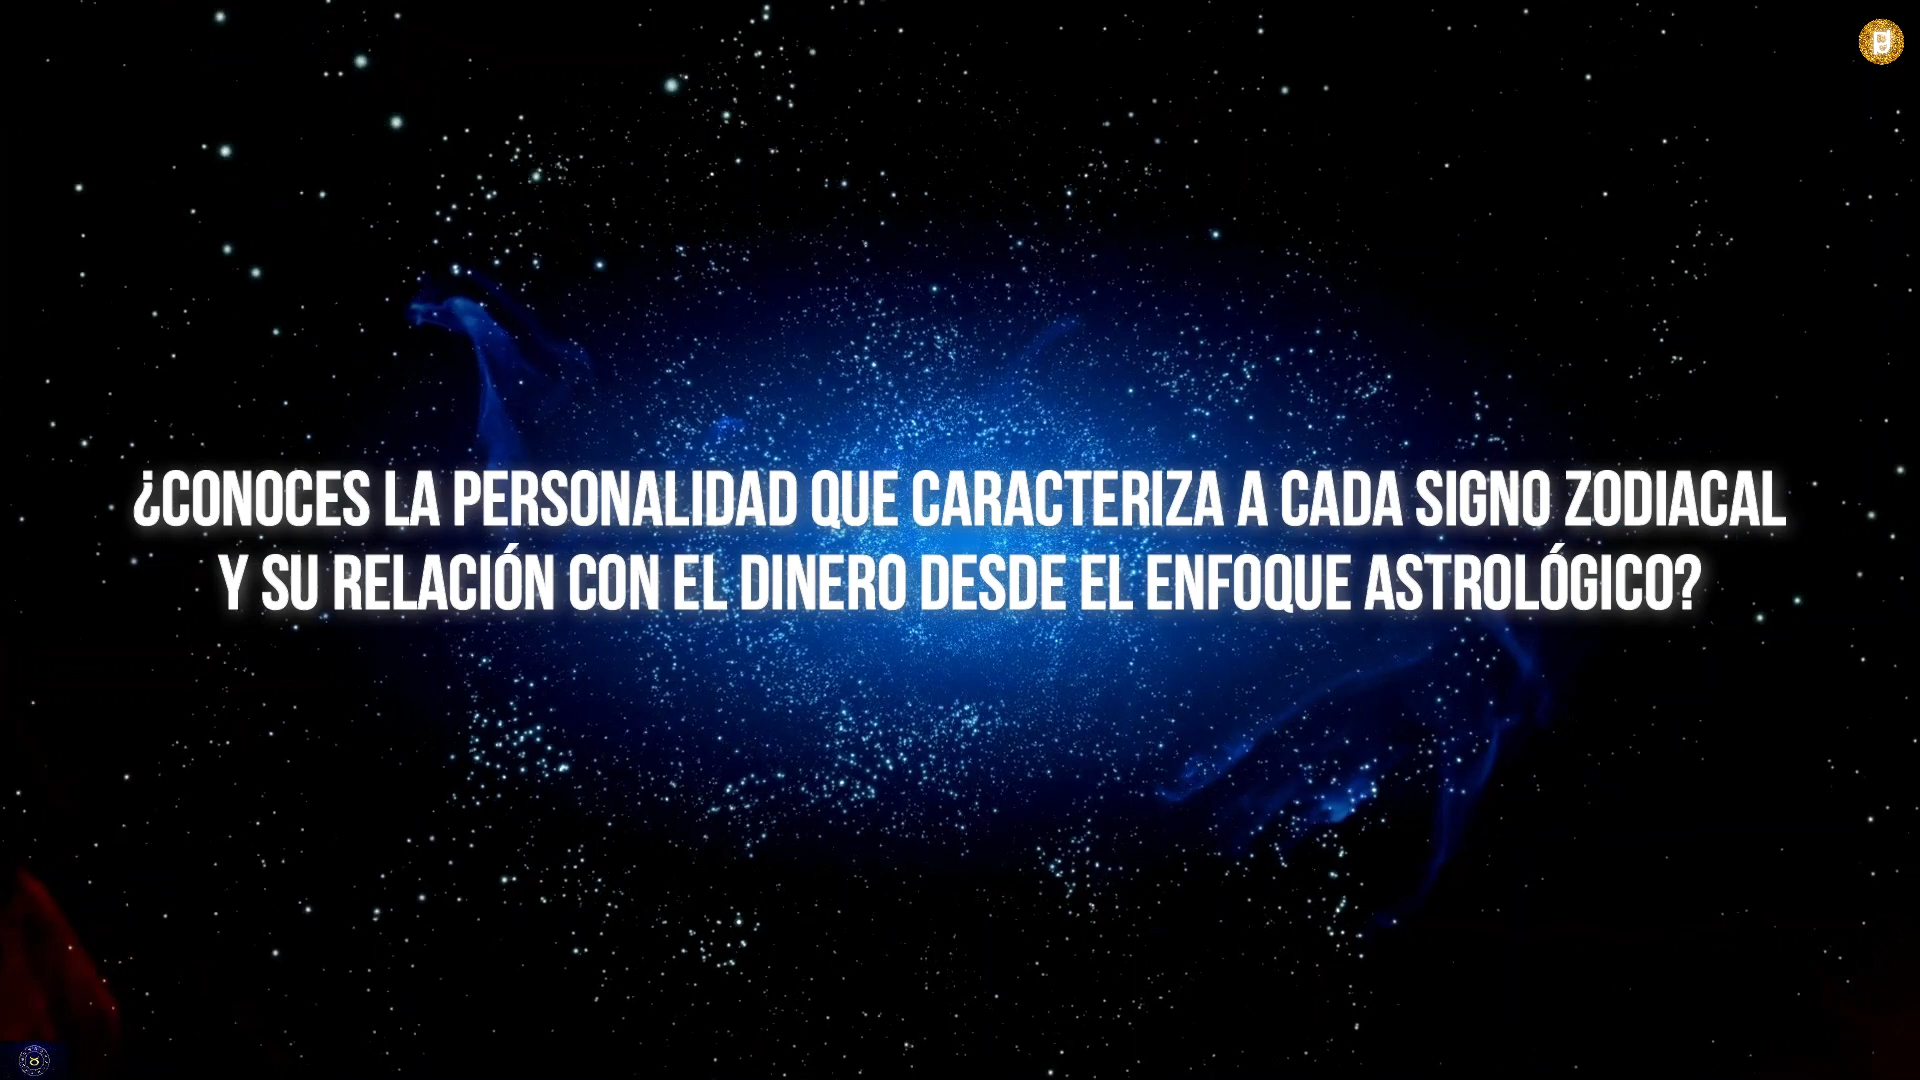 ¿CONOCES LA PERSONALIDAD QUE CARACTERIZA A CADA SIGNO ZODIACAL
Y SU RELACIÓN CON EL DINERO DESDE EL ENFOQUE ASTROLÓGICO?